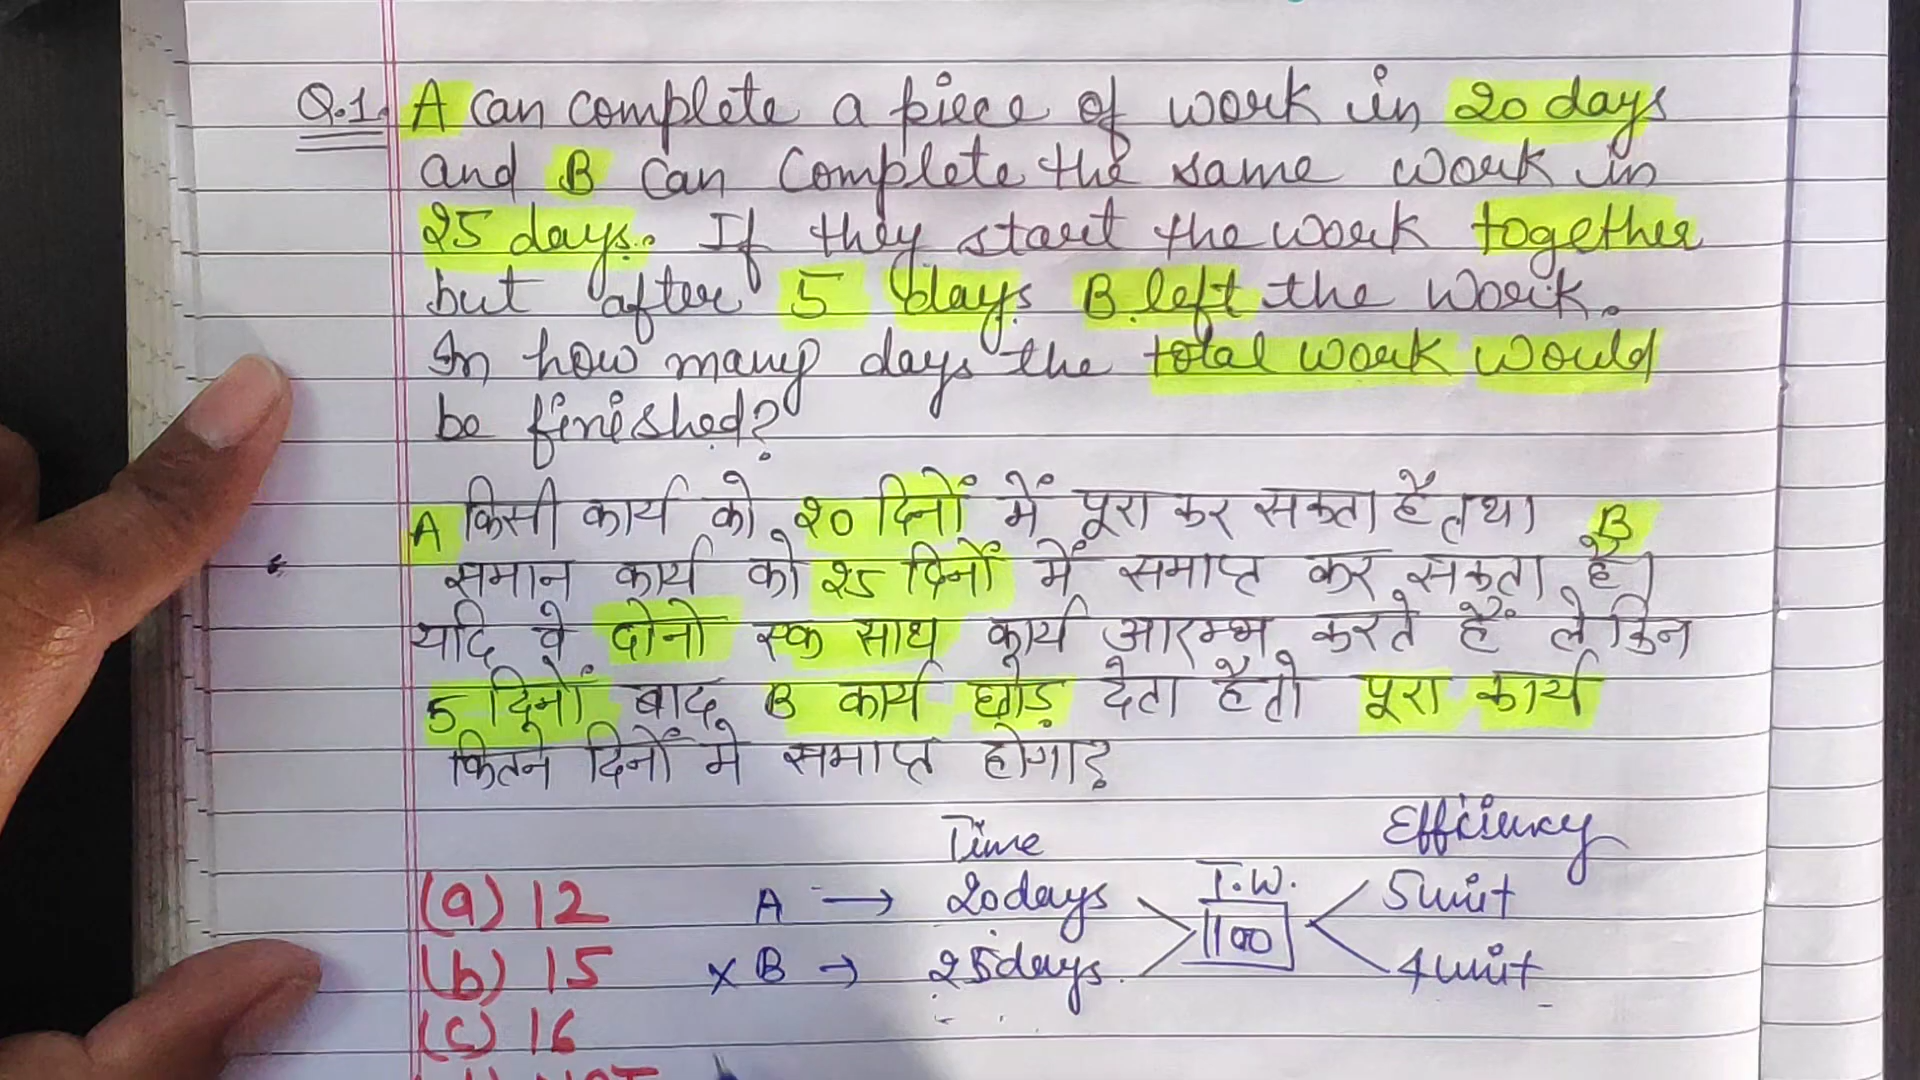 Q.1. A can complete a piece of work in 20 days
and B can complete the same work in
25 days. If they start the work together
but after 5 days B left the work.
In how many days the total work would
be finished?
A किसी कार्य को 20 दिनों में पूरा कर सकता है तथा B
समान कार्य को 25 दिनों में समाप्त कर सकता है।
यदि वे दोनो एक साथ कार्य आरम्भ करते हैं लेकिन
5 दिनों बाद B कार्य छोड़ देता है तो पूरा कार्य
कितने दिनों मे समाप्त होगा?
Time Efficiency
(a) 12 A → 20 days T.W. 5 unit
(b) 15 × B → 25 days 100 4 unit
(c) 16